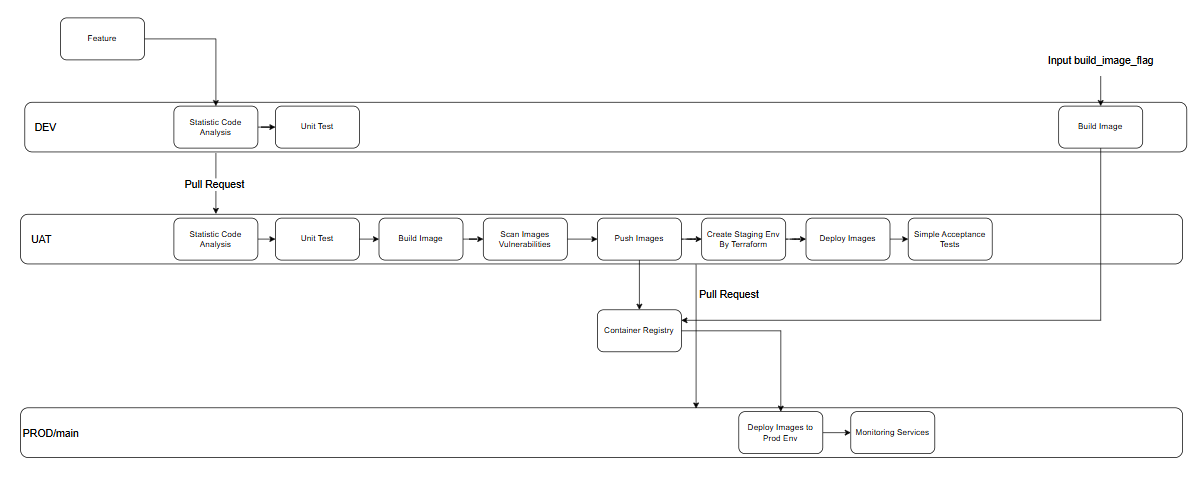 Feature
Input build_image_flag
DEV
Statistic Code
Analysis
Unit Test
Build Image
Pull Request
UAT
Statistic Code
Analysis
Unit Test
Build Image
Scan Images
Vulnerabilities
Push Images
Create Staging Env
By Terraform
Deploy Images
Simple Acceptance
Tests
Pull Request
Container Registry
PROD/main
Deploy Images to
Prod Env
Monitoring Services